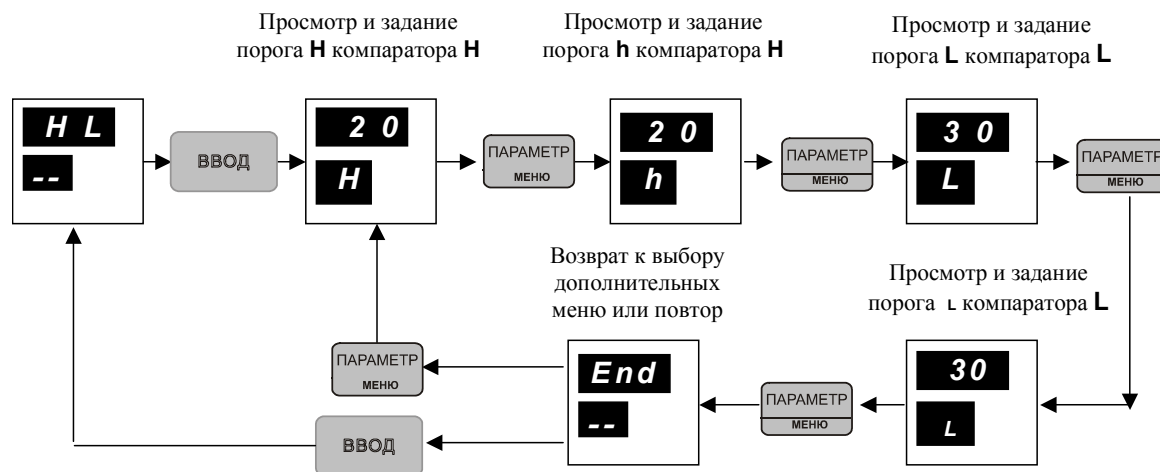 Просмотр и задание
порога H компаратора H
Просмотр и задание
порога h компаратора H
Просмотр и задание
порога L компаратора L
H L
--
ВВОД
2 0
H
ПАРАМЕТР
МЕНЮ
2 0
h
ПАРАМЕТР
МЕНЮ
3 0
L
ПАРАМЕТР
МЕНЮ
Возврат к выбору
дополнительных
меню или повтор
Просмотр и задание
порога ʟ компаратора L
ПАРАМЕТР
МЕНЮ
End
--
ПАРАМЕТР
МЕНЮ
30
ʟ
ВВОД